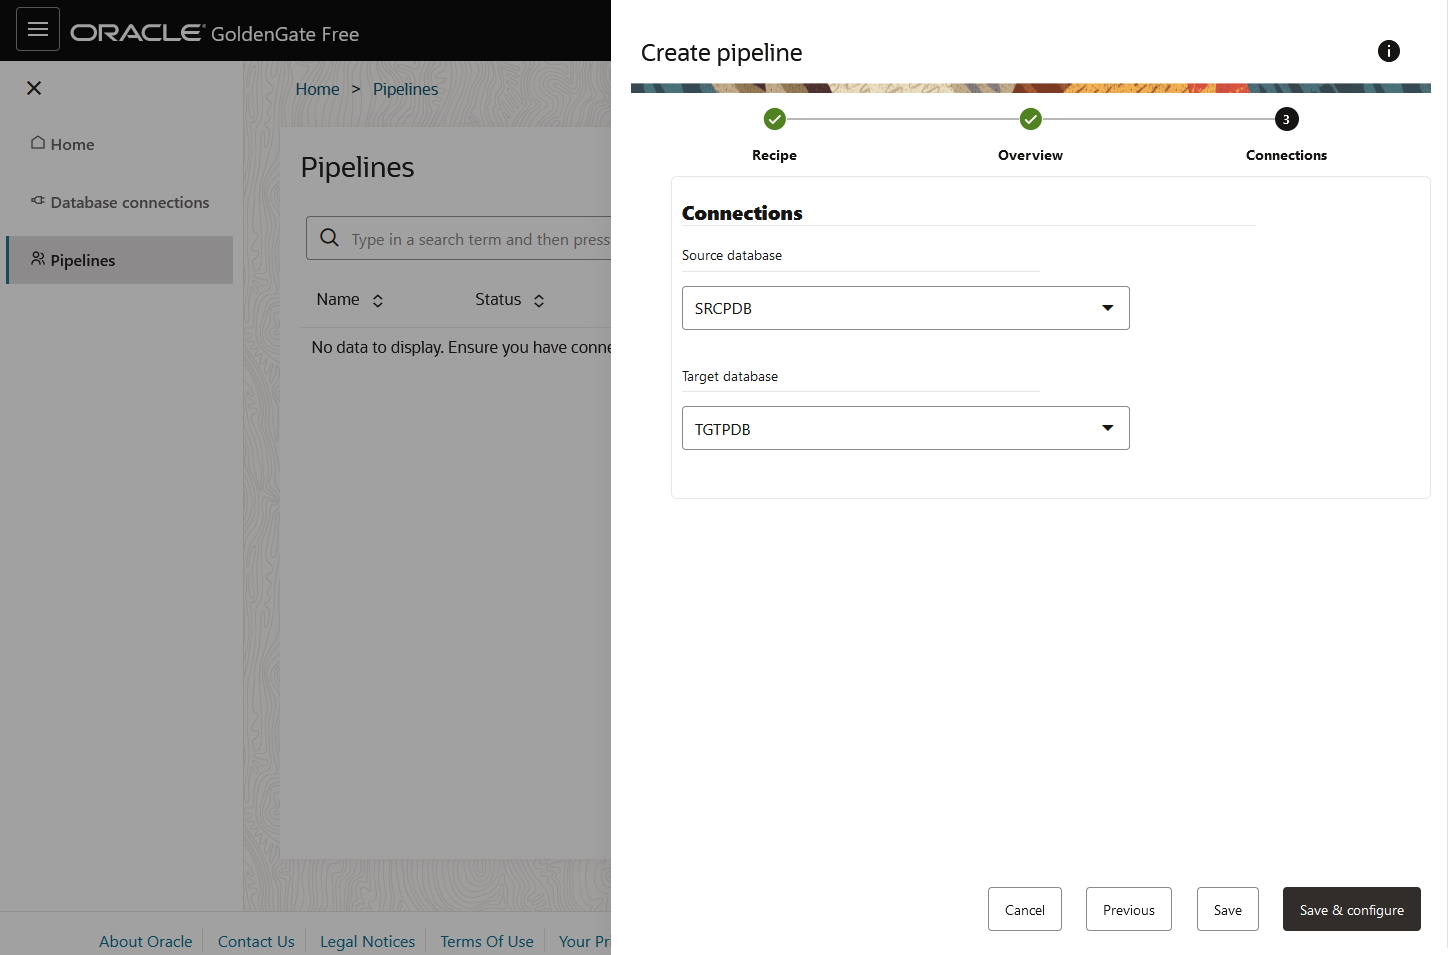 ORACLE GoldenGate Free
Home
Database connections
Pipelines
Home > Pipelines
Pipelines
Type in a search term and then press
Name
Status
No data to display. Ensure you have
Create pipeline
Recipe
Overview
3
Connections
Connections
Source database
SRCPDB
Target database
TGTPDB
Cancel
Previous
Save
Save & configure
About Oracle
Contact Us
Legal Notices
Terms Of Use
Your